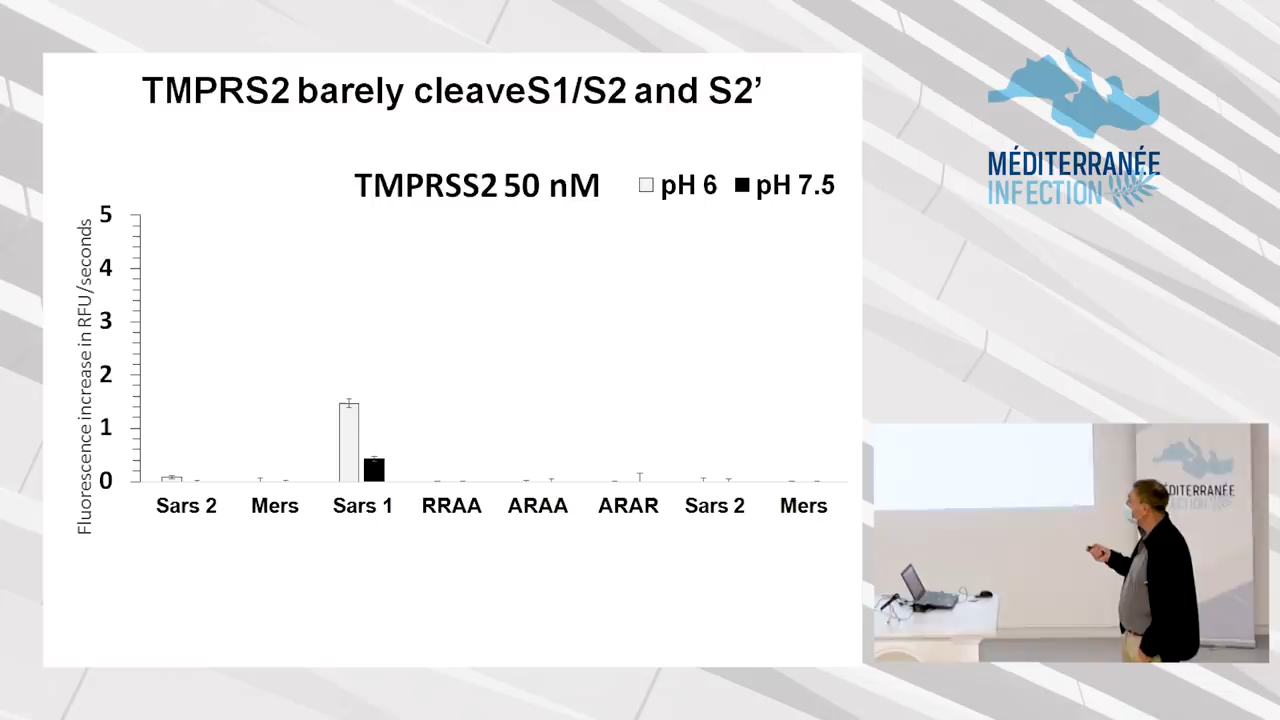 TMPRS2 barely cleaveS1/S2 and S2’
TMPRSS2 50 nM
pH 6
pH 7.5
Fluorescence increase in RFU/seconds
5
4
3
2
1
0
Sars 2
Mers
Sars 1
RRAA
ARAA
ARAR
Sars 2
Mers
MÉDITERRANÉE
INFECTION
MÉDITERRANÉE
INFECTION